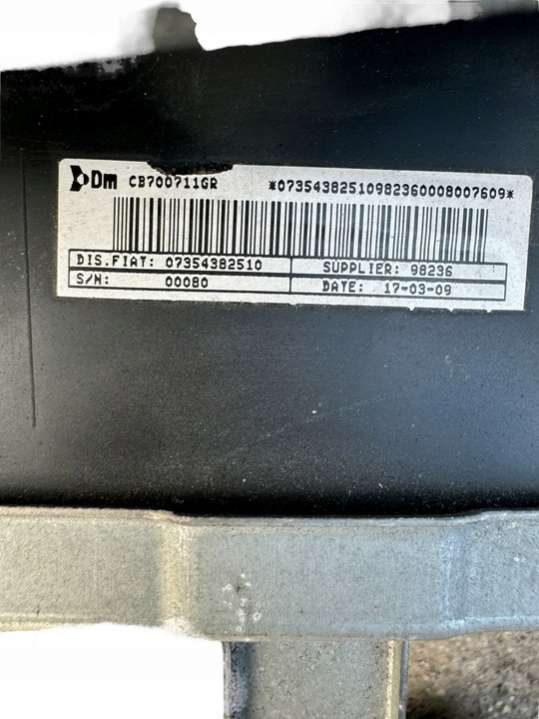 Dm CB700711GR *07354382510982360008007609*
DIS.FIAT: 07354382510 SUPPLIER: 98236
S/N: 00080 DATE: 17-03-09